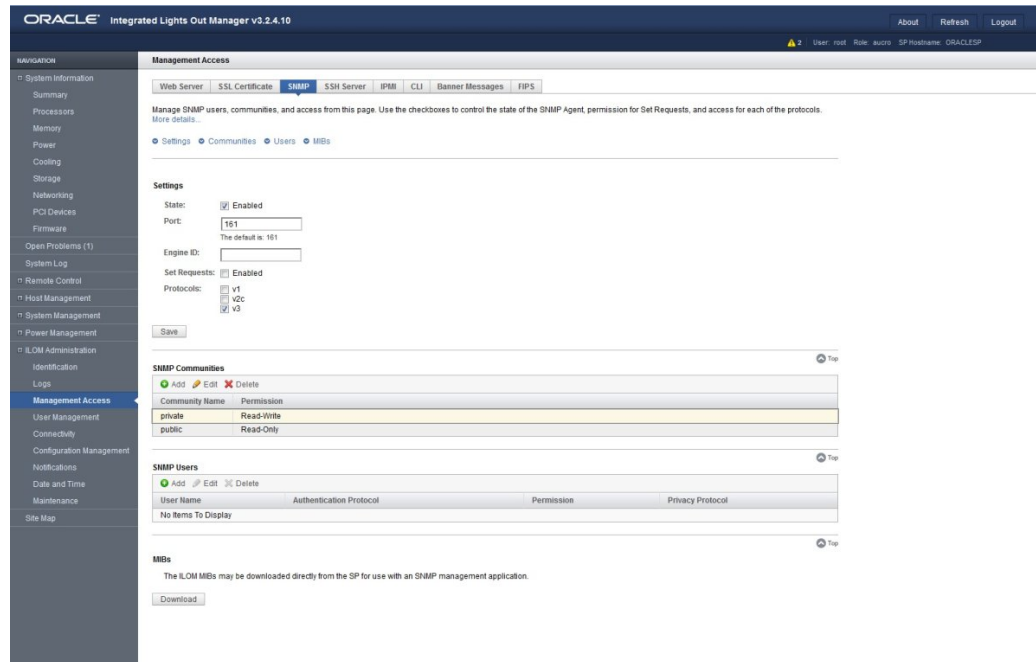 ORACLE® Integrated Lights Out Manager v3.2.4.10
About Refresh Logout
2 User: root Role: aucro SP Hostname: ORACLESP
NAVIGATION
System Information
Summary
Processors
Memory
Power
Cooling
Storage
Networking
PCI Devices
Firmware
Open Problems (1)
System Log
Remote Control
Host Management
System Management
Power Management
ILOM Administration
Identification
Logs
Management Access
User Management
Connectivity
Configuration Management
Notifications
Date and Time
Maintenance
Site Map
Management Access
Web Server SSL Certificate SNMP SSH Server IPMI CLI Banner Messages FIPS
Manage SNMP users, communities, and access from this page. Use the checkboxes to control the state of the SNMP Agent, permission for Set Requests, and access for each of the protocols.
More details...
Settings Communities Users MIBs
Settings
State: Enabled
Port: 161
The default is: 161
Engine ID:
Set Requests: Enabled
Protocols: v1
v2c
v3
Save
Top
SNMP Communities
Add Edit Delete
Community Name Permission
private Read-Write
public Read-Only
Top
SNMP Users
Add Edit Delete
User Name Authentication Protocol Permission Privacy Protocol
No Items To Display
Top
MIBs
The ILOM MIBs may be downloaded directly from the SP for use with an SNMP management application.
Download